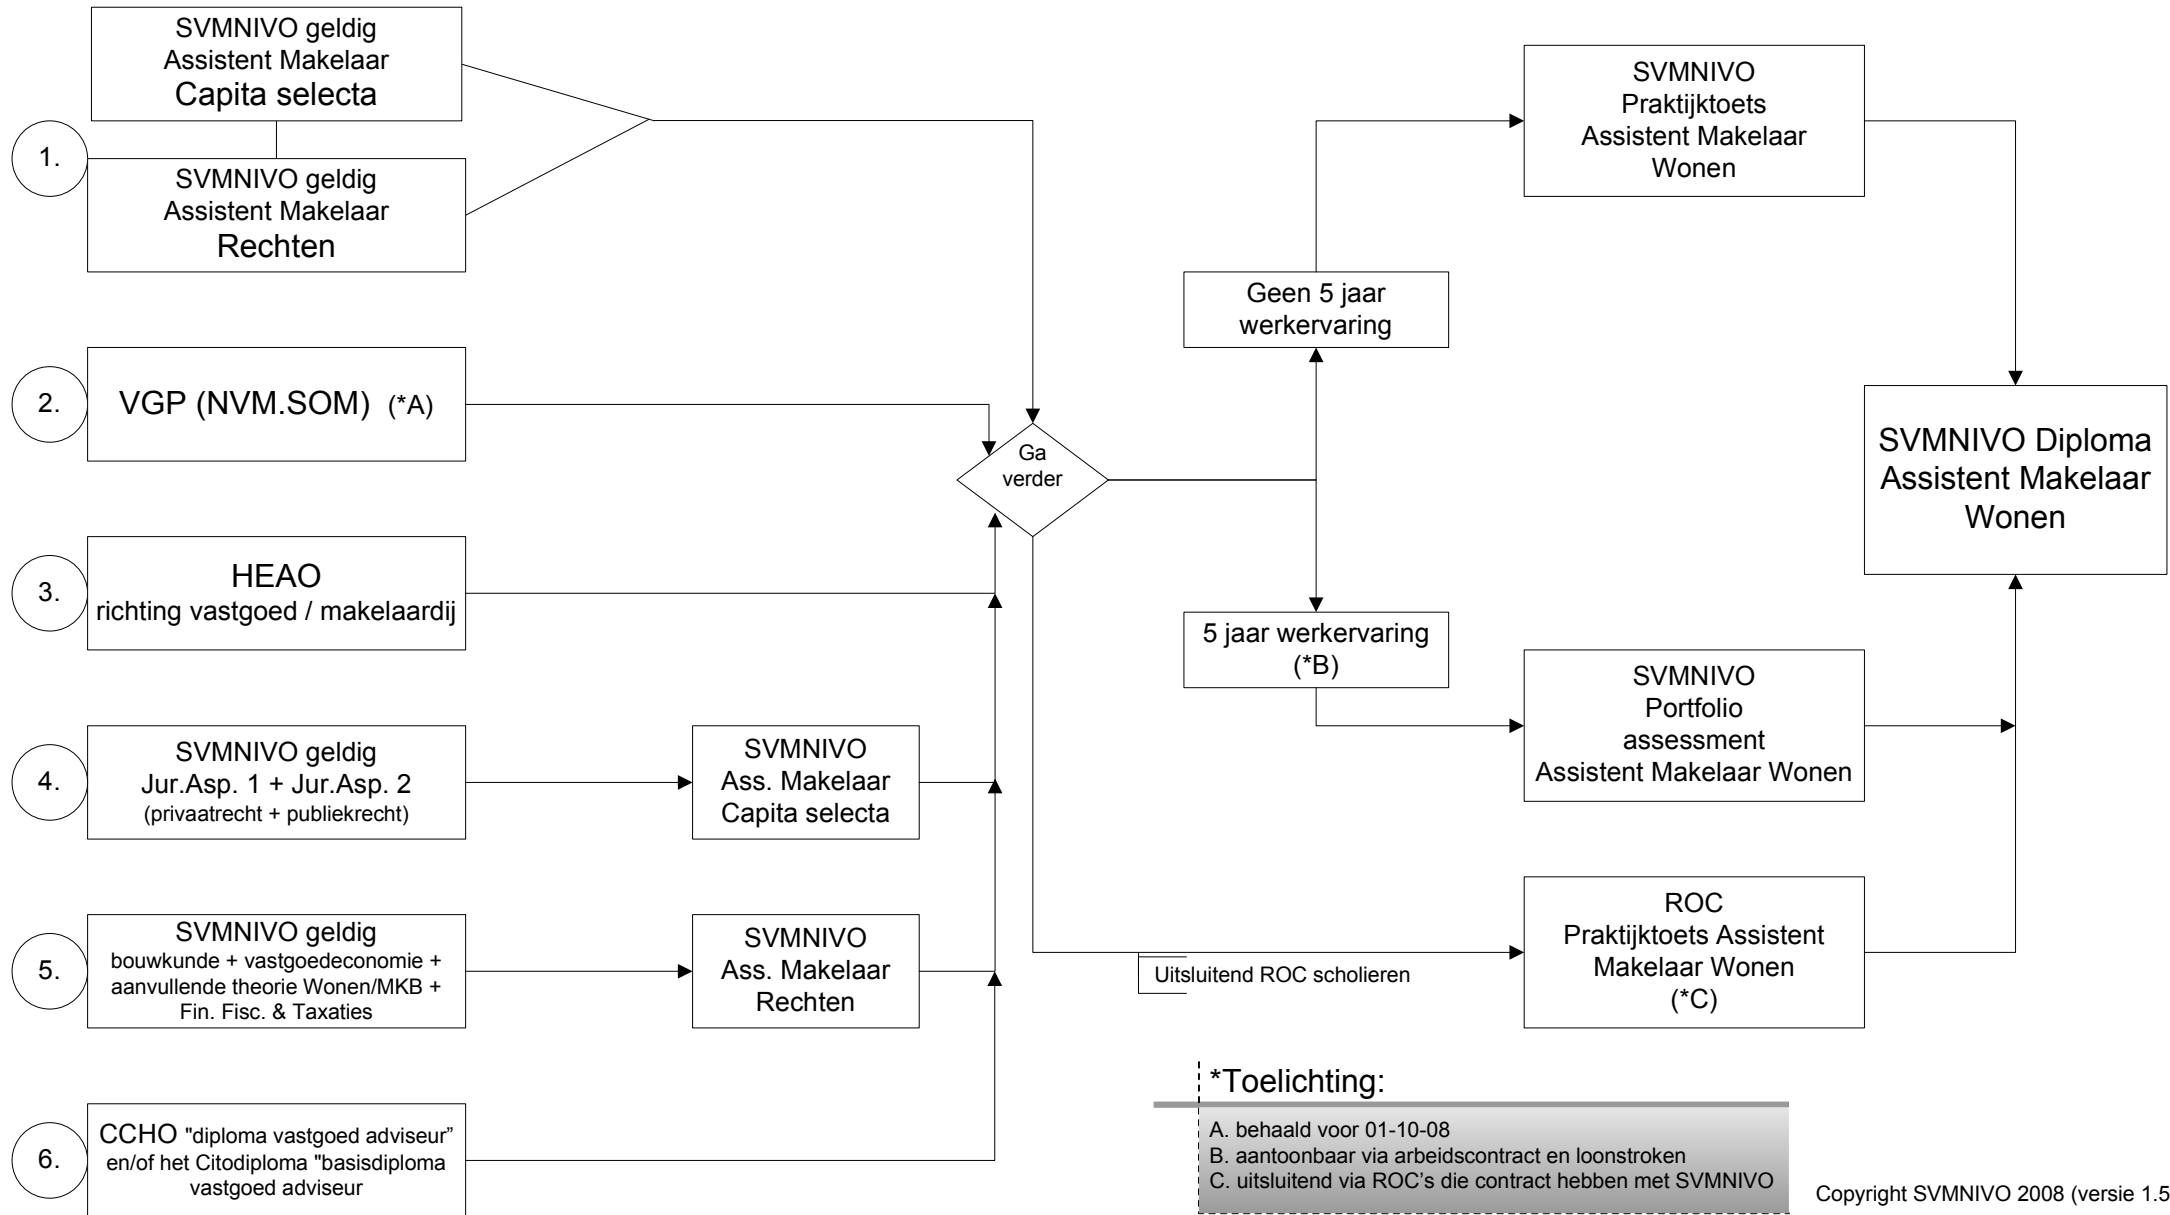 1.
SVMNIVO geldig
Assistent Makelaar
Capita selecta
SVMNIVO geldig
Assistent Makelaar
Rechten
2.
VGP (NVM.SOM) (*A)
3.
HEAO
richting vastgoed / makelaardij
4.
SVMNIVO geldig
Jur.Asp. 1 + Jur.Asp. 2
(privaatrecht + publiekrecht)
SVMNIVO
Ass. Makelaar
Capita selecta
5.
SVMNIVO geldig
bouwkunde + vastgoedeconomie +
aanvullende theorie Wonen/MKB +
Fin. Fisc. & Taxaties
SVMNIVO
Ass. Makelaar
Rechten
6.
CCHO "diploma vastgoed adviseur”
en/of het Citodiploma "basisdiploma
vastgoed adviseur
Ga
verder
Geen 5 jaar
werkervaring
5 jaar werkervaring
(*B)
Uitsluitend ROC scholieren
SVMNIVO
Praktijktoets
Assistent Makelaar
Wonen
SVMNIVO
Portfolio
assessment
Assistent Makelaar Wonen
ROC
Praktijktoets Assistent
Makelaar Wonen
(*C)
SVMNIVO Diploma
Assistent Makelaar
Wonen
*Toelichting:
A. behaald voor 01-10-08
B. aantoonbaar via arbeidscontract en loonstroken
C. uitsluitend via ROC’s die contract hebben met SVMNIVO
Copyright SVMNIVO 2008 (versie 1.5